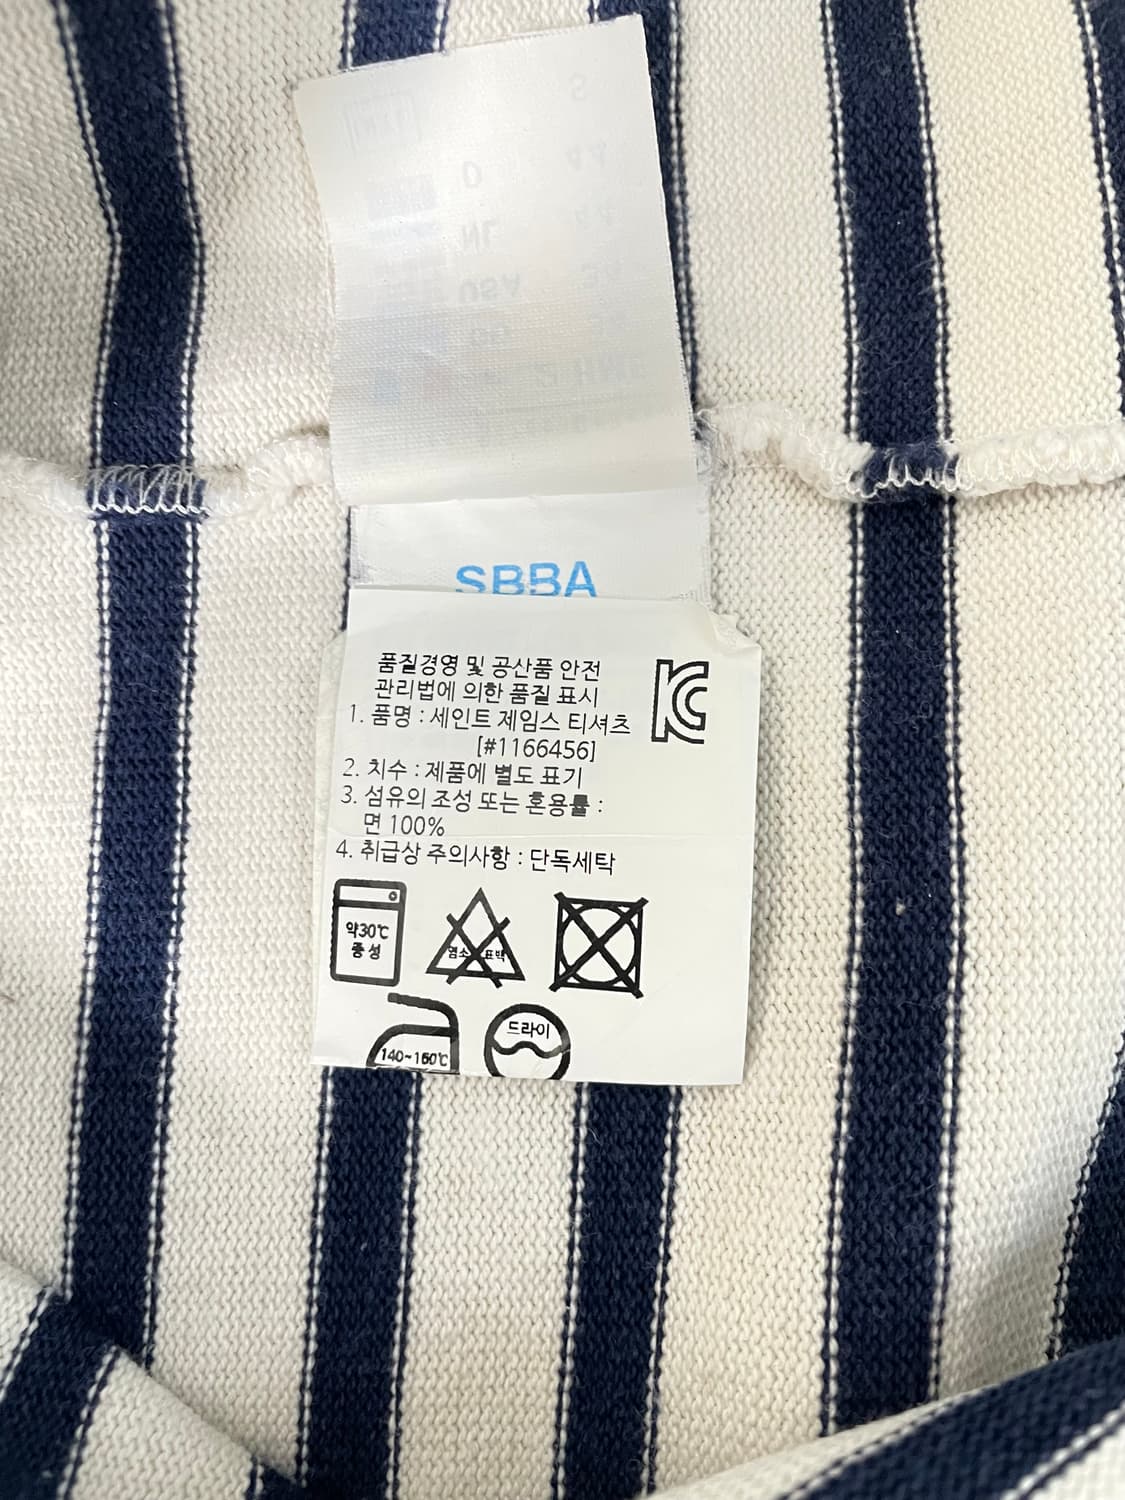 SBBA
품질경영 및 공산품 안전
관리법에 의한 품질 표시
1. 품명 : 세인트 제임스 티셔츠
[#1166456]
2. 치수 : 제품에 별도 표기
3. 섬유의 조성 또는 혼용률 :
면 100%
4. 취급상 주의사항 : 단독세탁
약30℃
중성
염소 표백
드라이
140~160℃